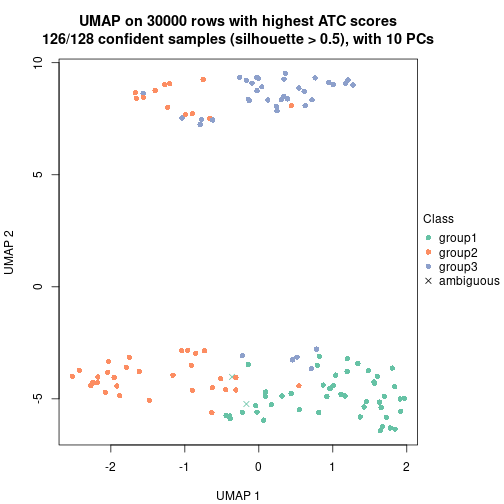 UMAP on 30000 rows with highest ATC scores
126/128 confident samples (silhouette > 0.5), with 10 PCs
10
5
0
-5
UMAP 2
-2
-1
0
1
2
UMAP 1
Class
group1
group2
group3
ambiguous